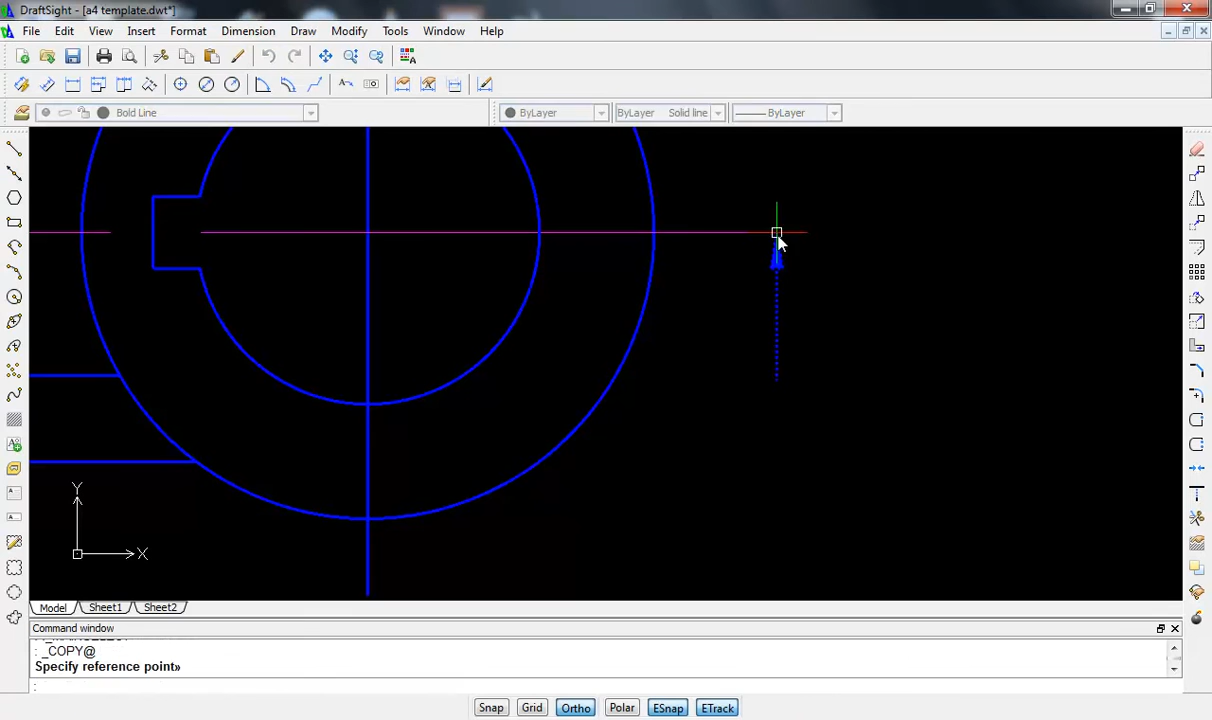 DraftSight - [a4 template.dwt*]
File Edit View Insert Format Dimension Draw Modify Tools Window Help
Bold Line ByLayer ByLayer Solid line ByLayer
Y
X
Model Sheet1 Sheet2
Command window
: _COPY@
Specify reference point»
:
Snap Grid Ortho Polar ESnap ETrack